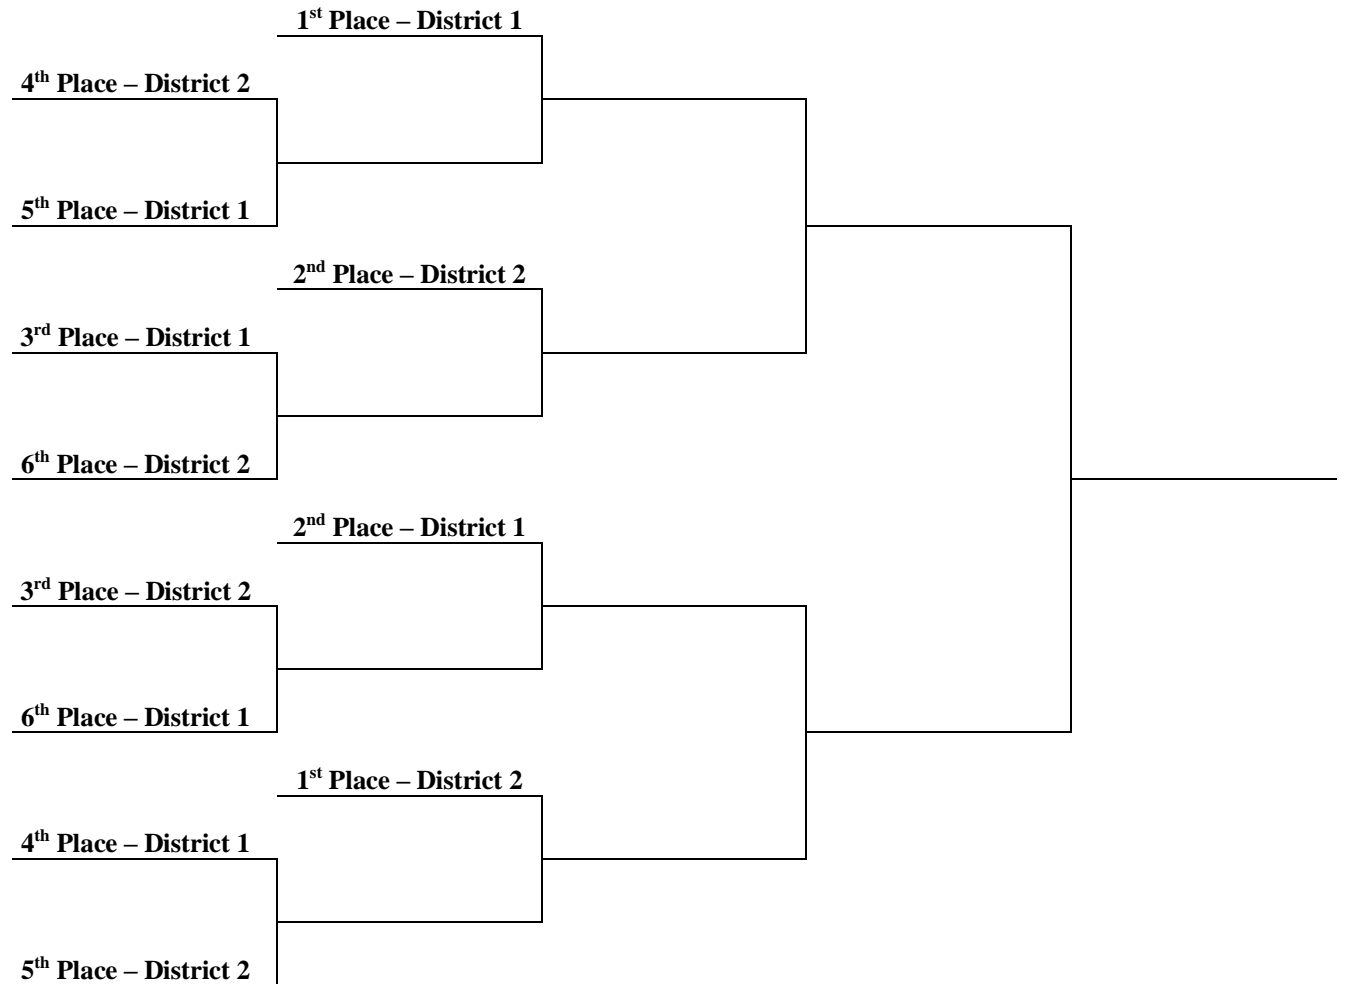 1st Place – District 1
4th Place – District 2
5th Place – District 1
2nd Place – District 2
3rd Place – District 1
6th Place – District 2
2nd Place – District 1
3rd Place – District 2
6th Place – District 1
1st Place – District 2
4th Place – District 1
5th Place – District 2